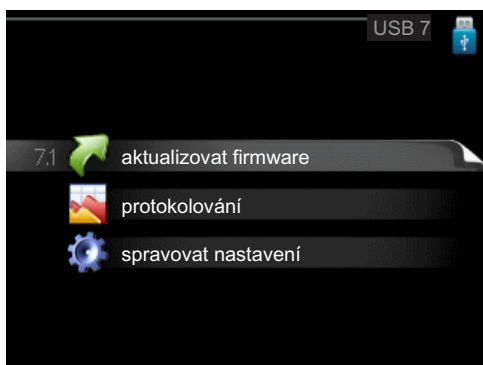 USB 7
7.1 aktualizovat firmware
protokolování
spravovat nastavení